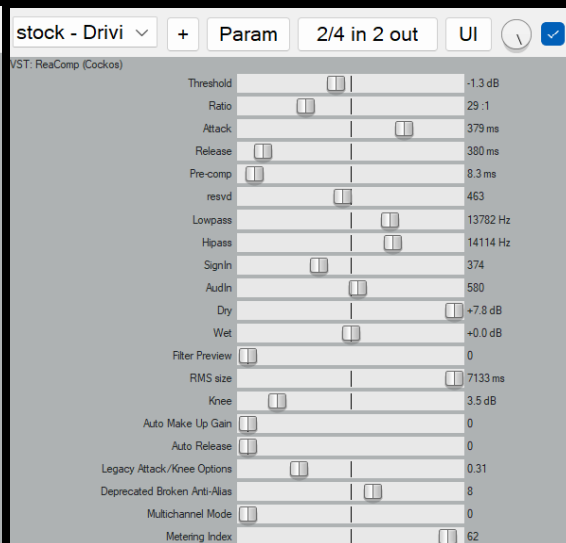 stock - Drivi + Param 2/4 in 2 out UI
VST: ReaComp (Cockos)
Threshold -1.3 dB
Ratio 29 :1
Attack 379 ms
Release 380 ms
Pre-comp 8.3 ms
resvd 463
Lowpass 13782 Hz
Hipass 14114 Hz
SignIn 374
AudIn 580
Dry +7.8 dB
Wet +0.0 dB
Filter Preview 0
RMS size 7133 ms
Knee 3.5 dB
Auto Make Up Gain 0
Auto Release 0
Legacy Attack/Knee Options 0.31
Deprecated Broken Anti-Alias 8
Multichannel Mode 0
Metering Index 62